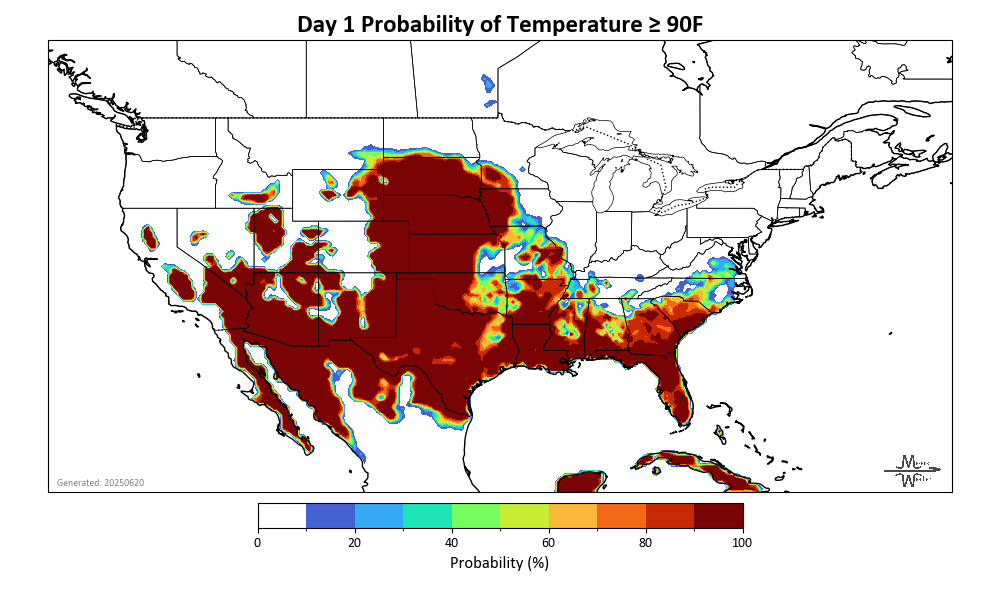 Day 1 Probability of Temperature ≥ 90F
Generated: 20250620
0 20 40 60 80 100
Probability (%)